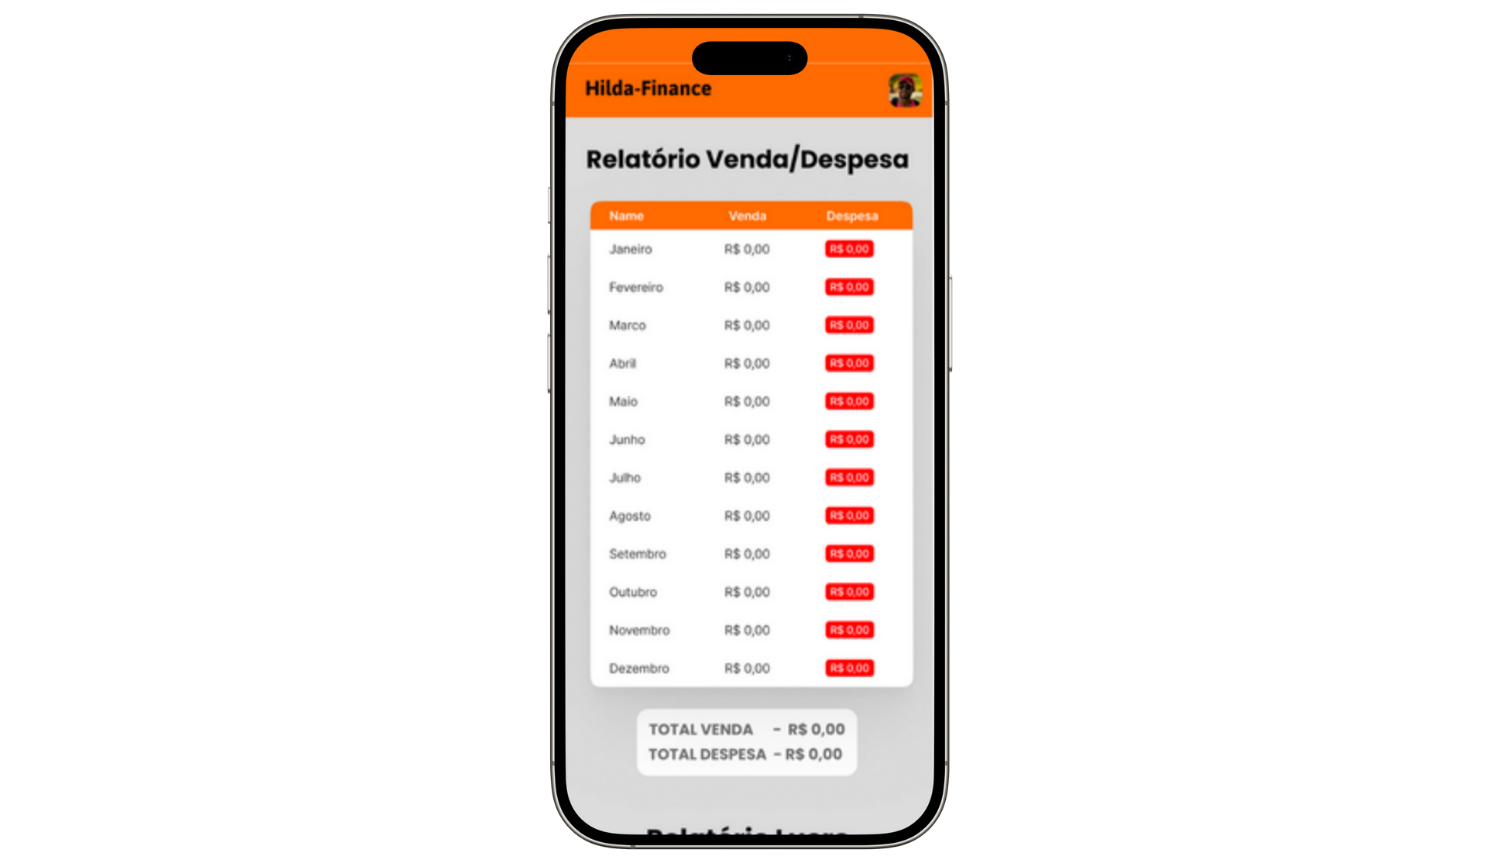 Hilda-Finance
Relatório Venda/Despesa
Name Venda Despesa
Janeiro R$ 0,00 R$ 0,00
Fevereiro R$ 0,00 R$ 0,00
Marco R$ 0,00 R$ 0,00
Abril R$ 0,00 R$ 0,00
Maio R$ 0,00 R$ 0,00
Junho R$ 0,00 R$ 0,00
Julho R$ 0,00 R$ 0,00
Agosto R$ 0,00 R$ 0,00
Setembro R$ 0,00 R$ 0,00
Outubro R$ 0,00 R$ 0,00
Novembro R$ 0,00 R$ 0,00
Dezembro R$ 0,00 R$ 0,00
TOTAL VENDA - R$ 0,00
TOTAL DESPESA - R$ 0,00
Relatório Lucro